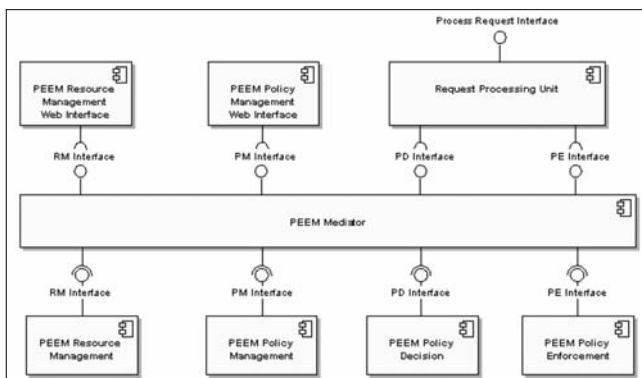 Process Request Interface
PEEM Resource
Management
Web Interface
PEEM Policy
Management
Web Interface
Request Processing Unit
RM Interface
PM Interface
PD Interface
PE Interface
PEEM Mediator
RM Interface
PM Interface
PD Interface
PE Interface
PEEM Resource
Management
PEEM Policy
Management
PEEM Policy
Decision
PEEM Policy
Enforcement